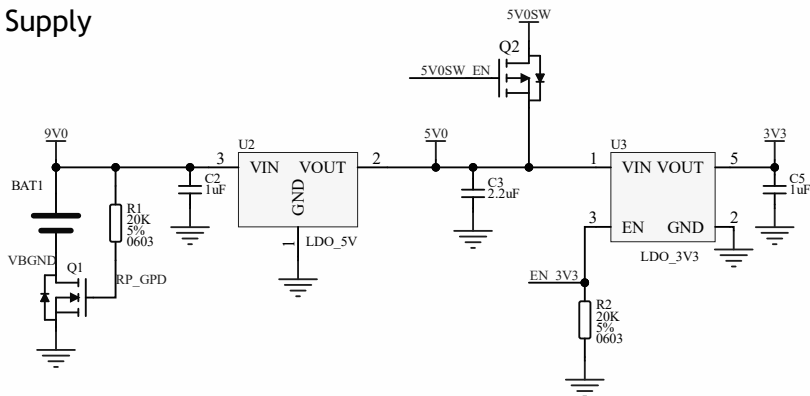 Supply
5V0SW
Q2
5V0SW_EN
9V0
U2
5V0
U3
3V3
3
VIN
VOUT
GND
2
1
LDO_5V
1
VIN
VOUT
5
3
EN
GND
2
LDO_3V3
C2
1uF
C3
2.2uF
C5
1uF
BAT1
R1
20K
5%
0603
VBGND
Q1
RP_GPD
EN_3V3
R2
20K
5%
0603